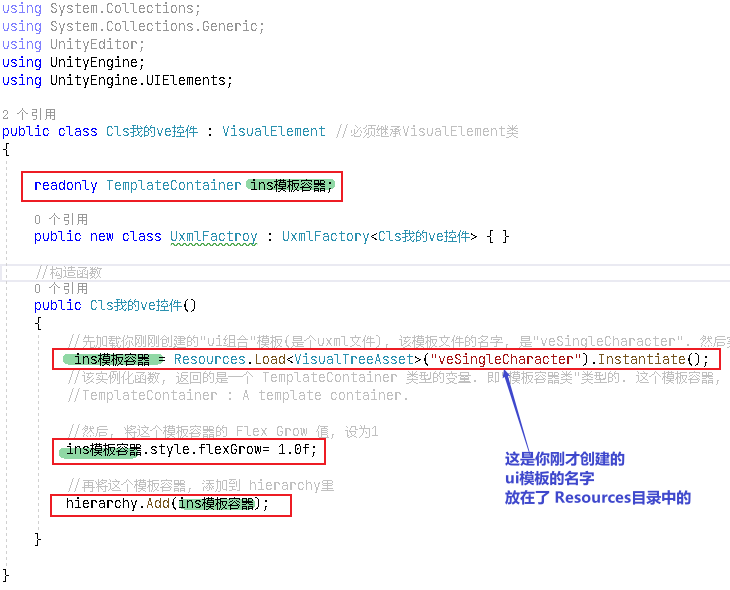 using System.Collections;
using System.Collections.Generic;
using UnityEditor;
using UnityEngine;
using UnityEngine.UIElements;
2 个引用
public class Cls我的ve控件 : VisualElement //必须继承VisualElement类
{
readonly TemplateContainer ins模板容器;
0 个引用
public new class UxmlFactroy : UxmlFactory<Cls我的ve控件> { }
//构造函数
0 个引用
public Cls我的ve控件()
{
//先加载你刚刚创建的"ui组合"模板(是个uxml文件), 该模板文件的名字, 是"veSingleCharacter". 然后
ins模板容器 = Resources.Load<VisualTreeAsset>("veSingleCharacter").Instantiate();
//该实例化函数, 返回的是一个 TemplateContainer 类型的变量. 即"模板容器类"类型的. 这个模板容器,
//TemplateContainer : A template container.
//然后, 将这个模板容器的 Flex Grow 值, 设为1
ins模板容器.style.flexGrow= 1.0f;
//再将这个模板容器, 添加到 hierarchy里
hierarchy.Add(ins模板容器);
}
}
这是你刚才创建的
ui模板的名字
放在了 Resources目录中的